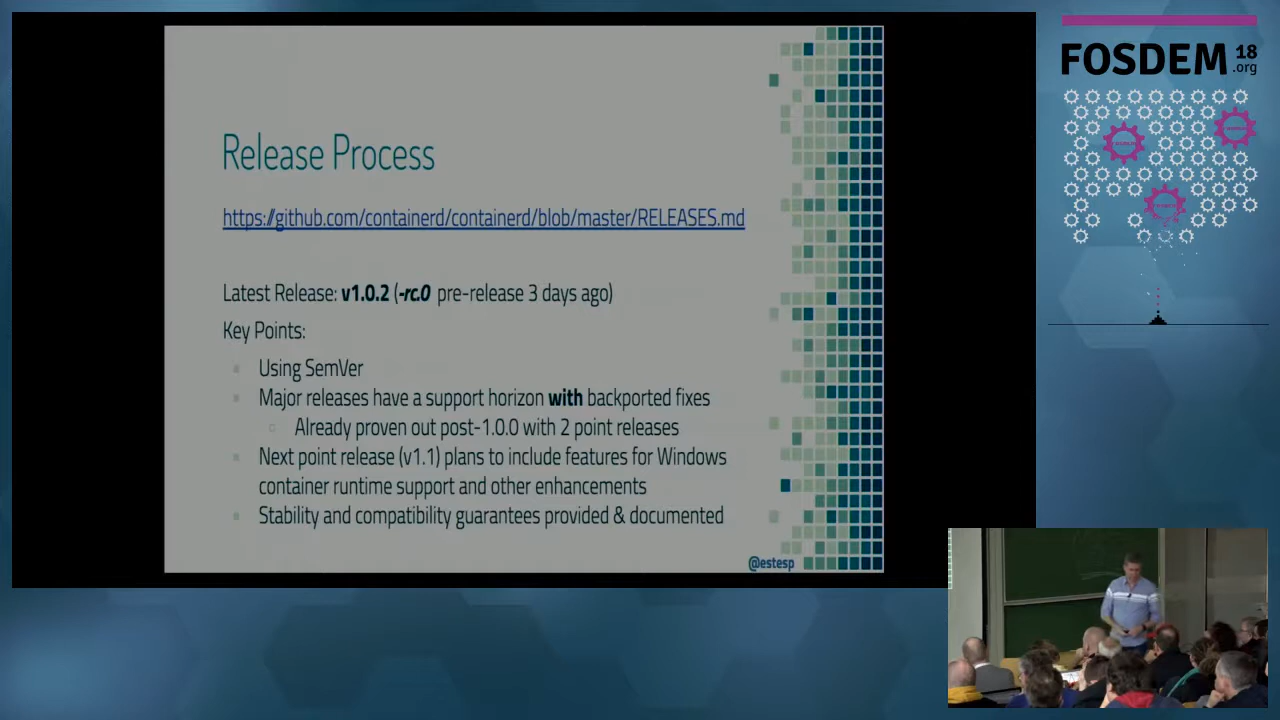 Release Process
https://github.com/containerd/containerd/blob/master/RELEASES.md
Latest Release: v1.0.2 (-rc.0 pre-release 3 days ago)
Key Points:
Using SemVer
Major releases have a support horizon with backported fixes
Already proven out post-1.0.0 with 2 point releases
Next point release (v1.1) plans to include features for Windows
container runtime support and other enhancements
Stability and compatibility guarantees provided & documented
@estesp
FOSDEM 18
.org